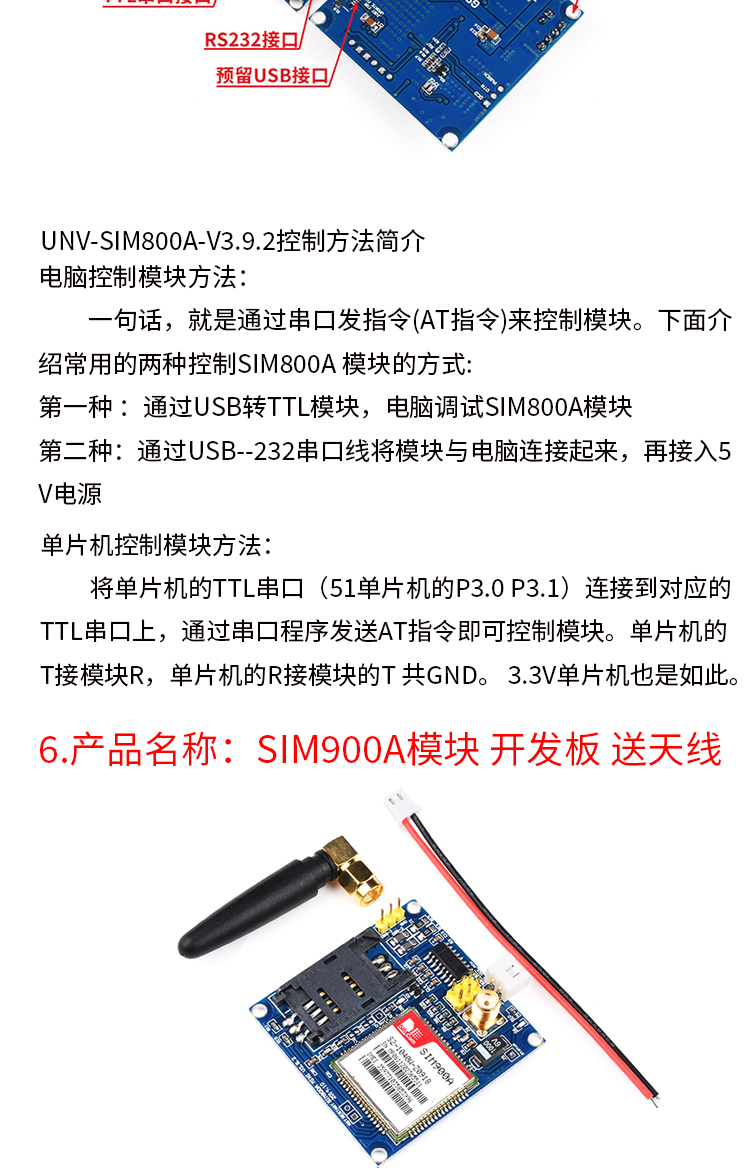 RS232接口
预留USB接口
UNV-SIM800A-V3.9.2控制方法简介
电脑控制模块方法：
一句话，就是通过串口发指令(AT指令)来控制模块。下面介
绍常用的两种控制SIM800A 模块的方式:
第一种 ：通过USB转TTL模块，电脑调试SIM800A模块
第二种：通过USB--232串口线将模块与电脑连接起来，再接入5
V电源
单片机控制模块方法：
将单片机的TTL串口（51单片机的P3.0 P3.1）连接到对应的
TTL串口上，通过串口程序发送AT指令即可控制模块。单片机的
T接模块R，单片机的R接模块的T 共GND。 3.3V单片机也是如此。
6.产品名称：SIM900A模块 开发板 送天线
SIM900A
S2-1040W-Z0918